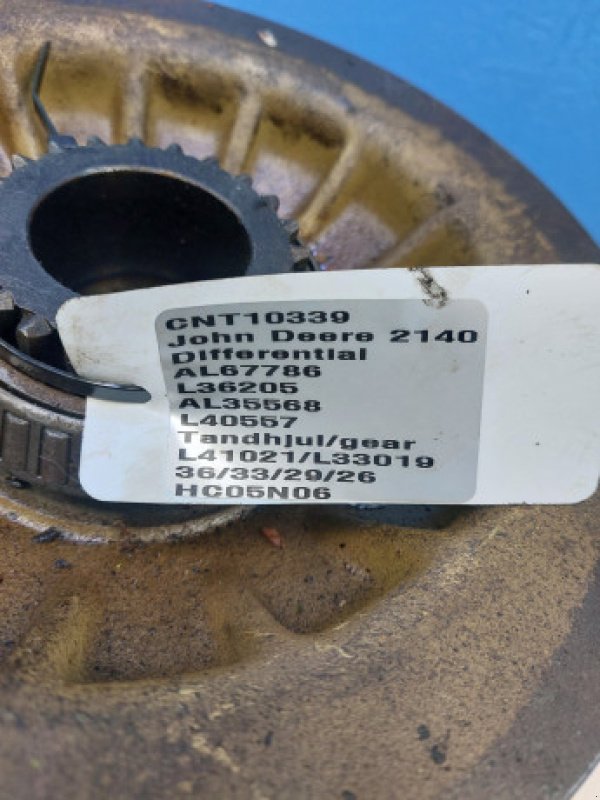 CNT10339
John Deere 2140
Differential
AL67786
L36205
AL35568
L40557
Tandhjul/gear
L41021/L33019
36/33/29/26
HC05N06